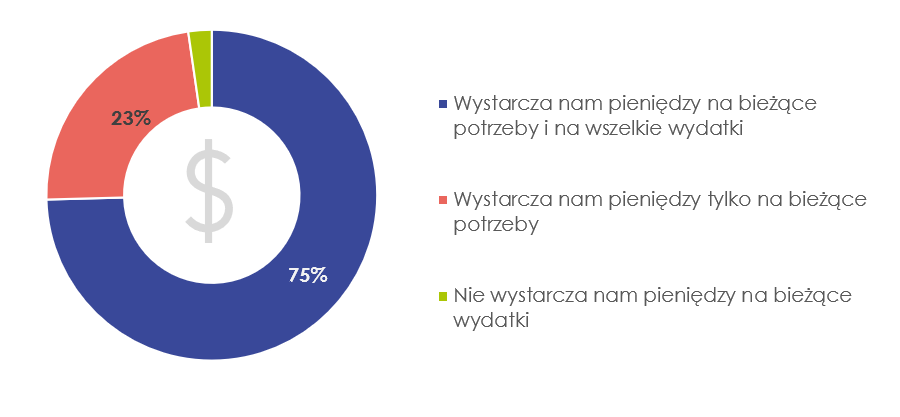 23%
$
75%
Wystarcza nam pieniędzy na bieżące
potrzeby i na wszelkie wydatki
Wystarcza nam pieniędzy tylko na bieżące
potrzeby
Nie wystarcza nam pieniędzy na bieżące
wydatki